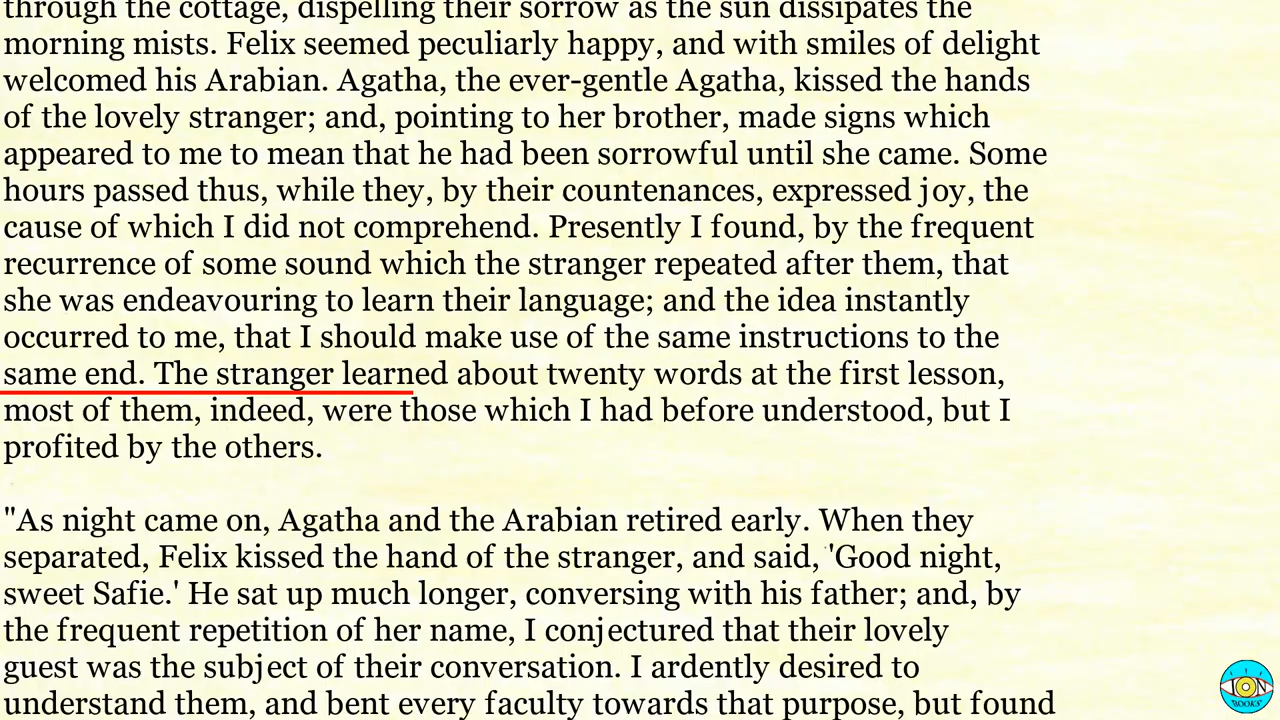 through the cottage, dispelling their sorrow as the sun dissipates the
morning mists. Felix seemed peculiarly happy, and with smiles of delight
welcomed his Arabian. Agatha, the ever-gentle Agatha, kissed the hands
of the lovely stranger; and, pointing to her brother, made signs which
appeared to me to mean that he had been sorrowful until she came. Some
hours passed thus, while they, by their countenances, expressed joy, the
cause of which I did not comprehend. Presently I found, by the frequent
recurrence of some sound which the stranger repeated after them, that
she was endeavouring to learn their language; and the idea instantly
occurred to me, that I should make use of the same instructions to the
same end. The stranger learned about twenty words at the first lesson,
most of them, indeed, were those which I had before understood, but I
profited by the others.
"As night came on, Agatha and the Arabian retired early. When they
separated, Felix kissed the hand of the stranger, and said, 'Good night,
sweet Safie.' He sat up much longer, conversing with his father; and, by
the frequent repetition of her name, I conjectured that their lovely
guest was the subject of their conversation. I ardently desired to
understand them, and bent every faculty towards that purpose, but found
ION
BOOKS